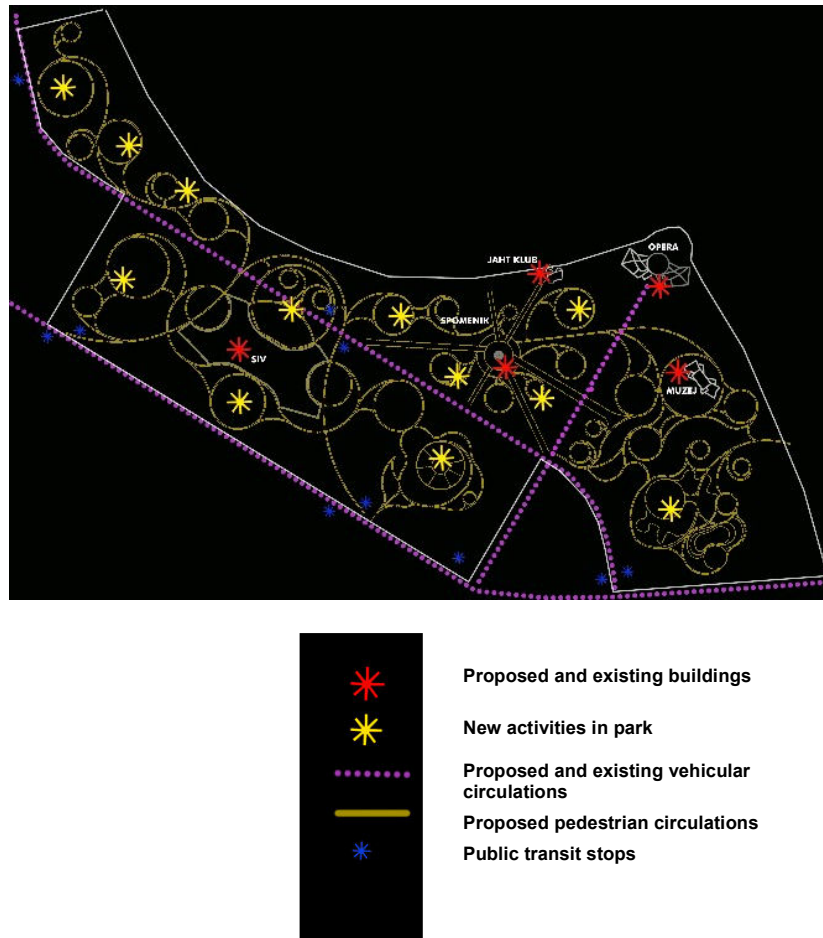 OPERA
JAHT KLUB
SPOMENIK
SIV
MUZEJ
Proposed and existing buildings
New activities in park
Proposed and existing vehicular
circulations
Proposed pedestrian circulations
Public transit stops